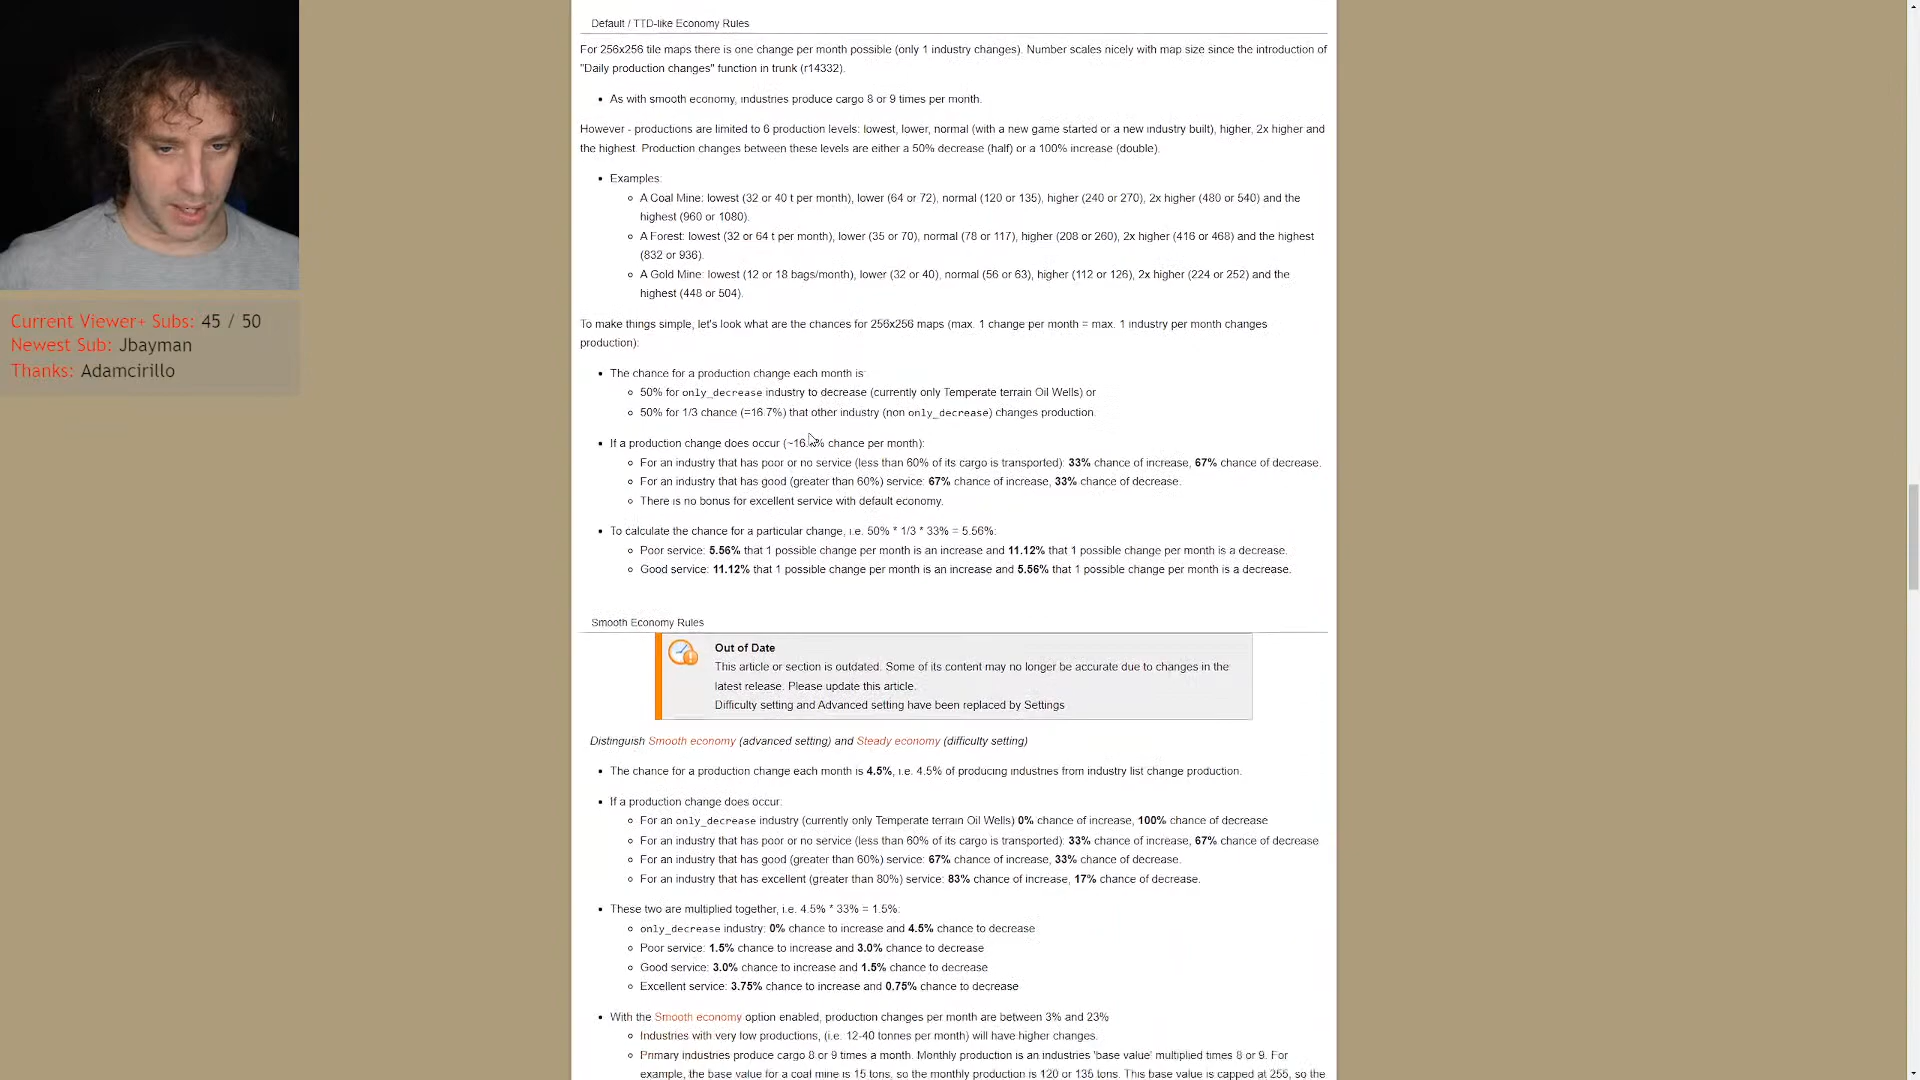 Default / TTD-like Economy Rules
For 256x256 tile maps there is one change per month possible (only 1 industry changes). Number scales nicely with map size since the introduction of
"Daily production changes" function in trunk (r14332).
As with smooth economy, industries produce cargo 8 or 9 times per month.
However - productions are limited to 6 production levels: lowest, lower, normal (with a new game started or a new industry built), higher, 2x higher and
the highest. Production changes between these levels are either a 50% decrease (half) or a 100% increase (double).
Examples:
A Coal Mine: lowest (32 or 40 t per month), lower (64 or 72), normal (120 or 135), higher (240 or 270), 2x higher (480 or 540) and the
highest (960 or 1080).
A Forest: lowest (32 or 64 t per month), lower (35 or 70), normal (78 or 117), higher (208 or 260), 2x higher (416 or 468) and the highest
(832 or 936).
A Gold Mine: lowest (12 or 18 bags/month), lower (32 or 40), normal (56 or 63), higher (112 or 126), 2x higher (224 or 252) and the
highest (448 or 504).
Current Viewer+ Subs: 45 / 50
Newest Sub: Jbayman
Thanks: Adamcirillo
To make things simple, let's look what are the chances for 256x256 maps (max. 1 change per month = max. 1 industry per month changes
production):
The chance for a production change each month is:
50% for only_decrease industry to decrease (currently only Temperate terrain Oil Wells) or
50% for 1/3 chance (=16.7%) that other industry (non only_decrease) changes production.
If a production change does occur (~16. % chance per month):
For an industry that has poor or no service (less than 60% of its cargo is transported): 33% chance of increase, 67% chance of decrease.
For an industry that has good (greater than 60%) service: 67% chance of increase, 33% chance of decrease.
There is no bonus for excellent service with default economy.
To calculate the chance for a particular change, i.e. 50% * 1/3 * 33% = 5.56%:
Poor service: 5.56% that 1 possible change per month is an increase and 11.12% that 1 possible change per month is a decrease.
Good service: 11.12% that 1 possible change per month is an increase and 5.56% that 1 possible change per month is a decrease.
Smooth Economy Rules
Out of Date
This article or section is outdated. Some of its content may no longer be accurate due to changes in the
latest release. Please update this article.
Difficulty setting and Advanced setting have been replaced by Settings
Distinguish Smooth economy (advanced setting) and Steady economy (difficulty setting)
The chance for a production change each month is 4.5%, i.e. 4.5% of producing industries from industry list change production.
If a production change does occur:
For an only_decrease industry (currently only Temperate terrain Oil Wells) 0% chance of increase, 100% chance of decrease
For an industry that has poor or no service (less than 60% of its cargo is transported): 33% chance of increase, 67% chance of decrease
For an industry that has good (greater than 60%) service: 67% chance of increase, 33% chance of decrease.
For an industry that has excellent (greater than 80%) service: 83% chance of increase, 17% chance of decrease.
These two are multiplied together, i.e. 4.5% * 33% = 1.5%:
only_decrease industry: 0% chance to increase and 4.5% chance to decrease
Poor service: 1.5% chance to increase and 3.0% chance to decrease
Good service: 3.0% chance to increase and 1.5% chance to decrease
Excellent service: 3.75% chance to increase and 0.75% chance to decrease
With the Smooth economy option enabled, production changes per month are between 3% and 23%
Industries with very low productions, (i.e. 12-40 tonnes per month) will have higher changes.
Primary industries produce cargo 8 or 9 times a month. Monthly production is an industries 'base value' multiplied times 8 or 9. For
example, the base value for a coal mine is 15 tons, so the monthly production is 120 or 135 tons. This base value is capped at 255, so the